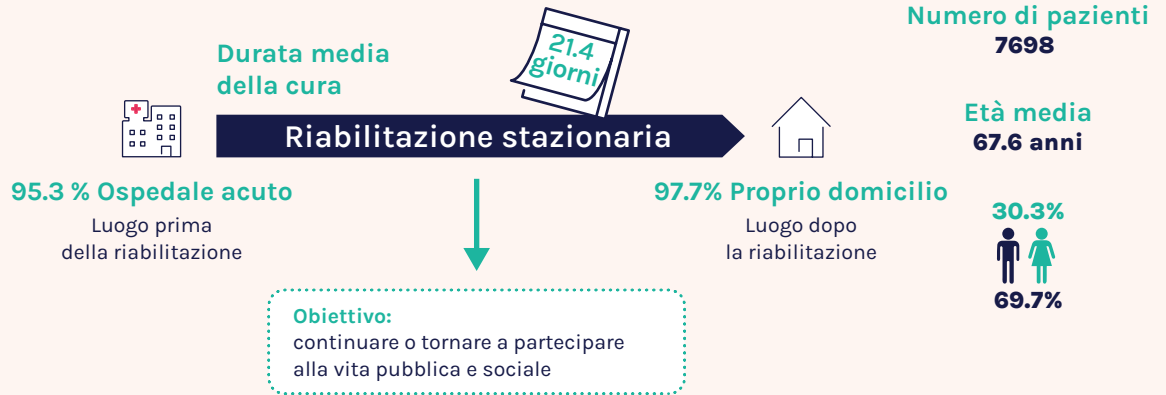 Durata media
della cura
21.4
giorni
Riabilitazione stazionaria
95.3 % Ospedale acuto
Luogo prima
della riabilitazione
97.7% Proprio domicilio
Luogo dopo
la riabilitazione
Obiettivo:
continuare o tornare a partecipare
alla vita pubblica e sociale
Numero di pazienti
7698
Età media
67.6 anni
30.3%
69.7%